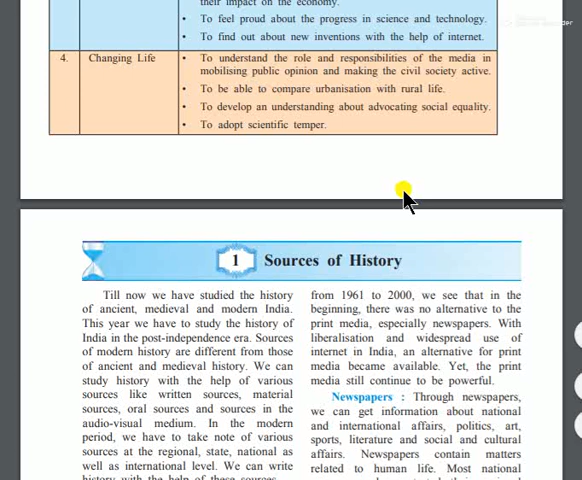 their impact on the economy.
• To feel proud about the progress in science and technology.
• To find out about new inventions with the help of internet.
4. Changing Life • To understand the role and responsibilities of the media in
mobilising public opinion and making the civil society active.
• To be able to compare urbanisation with rural life.
• To develop an understanding about advocating social equality.
• To adopt scientific temper.
1 Sources of History
Till now we have studied the history
of ancient, medieval and modern India.
This year we have to study the history of
India in the post-independence era. Sources
of modern history are different from those
of ancient and medieval history. We can
study history with the help of various
sources like written sources, material
sources, oral sources and sources in the
audio-visual medium. In the modern
period, we have to take note of various
sources at the regional, state, national as
well as international level. We can write
history with the help of these sources.
from 1961 to 2000, we see that in the
beginning, there was no alternative to the
print media, especially newspapers. With
liberalisation and widespread use of
internet in India, an alternative for print
media became available. Yet, the print
media still continue to be powerful.
Newspapers : Through newspapers,
we can get information about national
and international affairs, politics, art,
sports, literature and social and cultural
affairs. Newspapers contain matters
related to human life. Most national